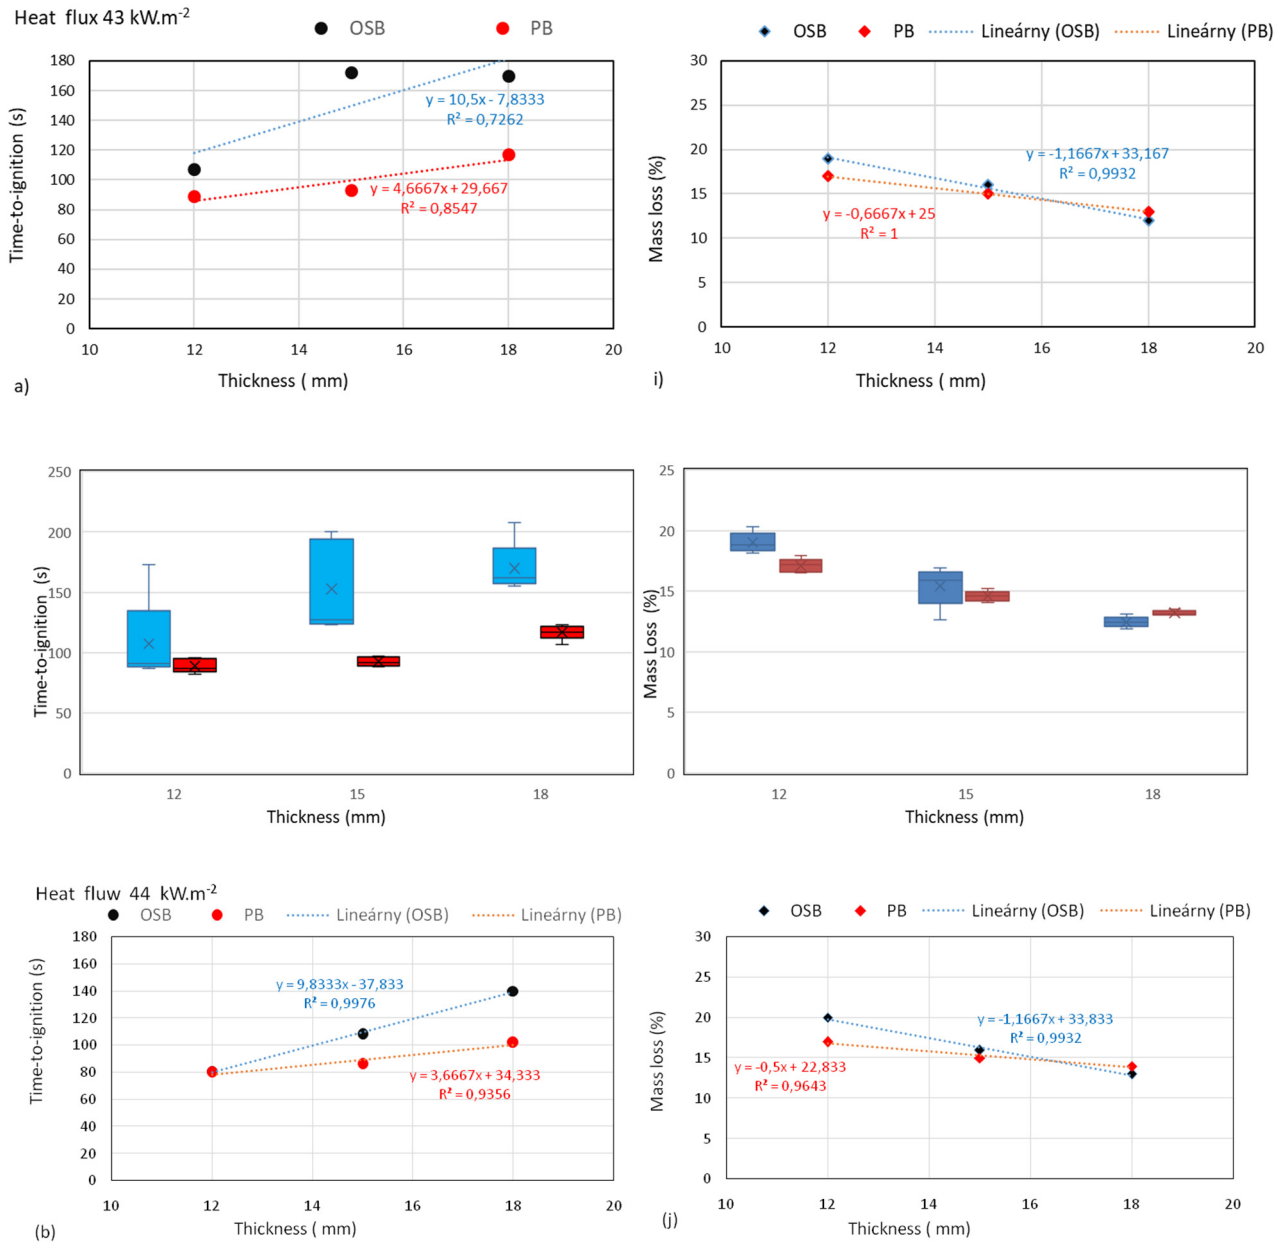 Heat flux 43 kW.m-2
OSB PB
180
160
140
120
100
80
60
40
20
0
Time-to-ignition (s)
y = 10,5x - 7,8333
R² = 0,7262
y = 4,6667x + 29,667
R² = 0,8547
10 12 14 16 18 20
Thickness ( mm)
a)
OSB PB Lineárny (OSB) Lineárny (PB)
30
25
20
15
10
5
0
Mass loss (%)
y = -1,1667x + 33,167
R² = 0,9932
y = -0,6667x + 25
R² = 1
10 12 14 16 18 20
Thickness ( mm)
i)
250
200
150
100
50
0
Time-to-ignition (s)
12 15 18
Thickness (mm)
25
20
15
10
5
0
Mass Loss (%)
12 15 18
Thickness (mm)
Heat fluw 44 kW.m-2
OSB PB Lineárny (OSB) Lineárny (PB)
180
160
140
120
100
80
60
40
20
0
Time-to-ignition (s)
y = 9,8333x - 37,833
R² = 0,9976
y = 3,6667x + 34,333
R² = 0,9356
10 12 14 16 18 20
Thickness ( mm)
(b)
OSB PB Lineárny (OSB) Lineárny (PB)
30
25
20
15
10
5
0
Mass loss (%)
y = -1,1667x + 33,833
R² = 0,9932
y = -0,5x + 22,833
R² = 0,9643
10 12 14 16 18 20
Thickness ( mm)
(j)